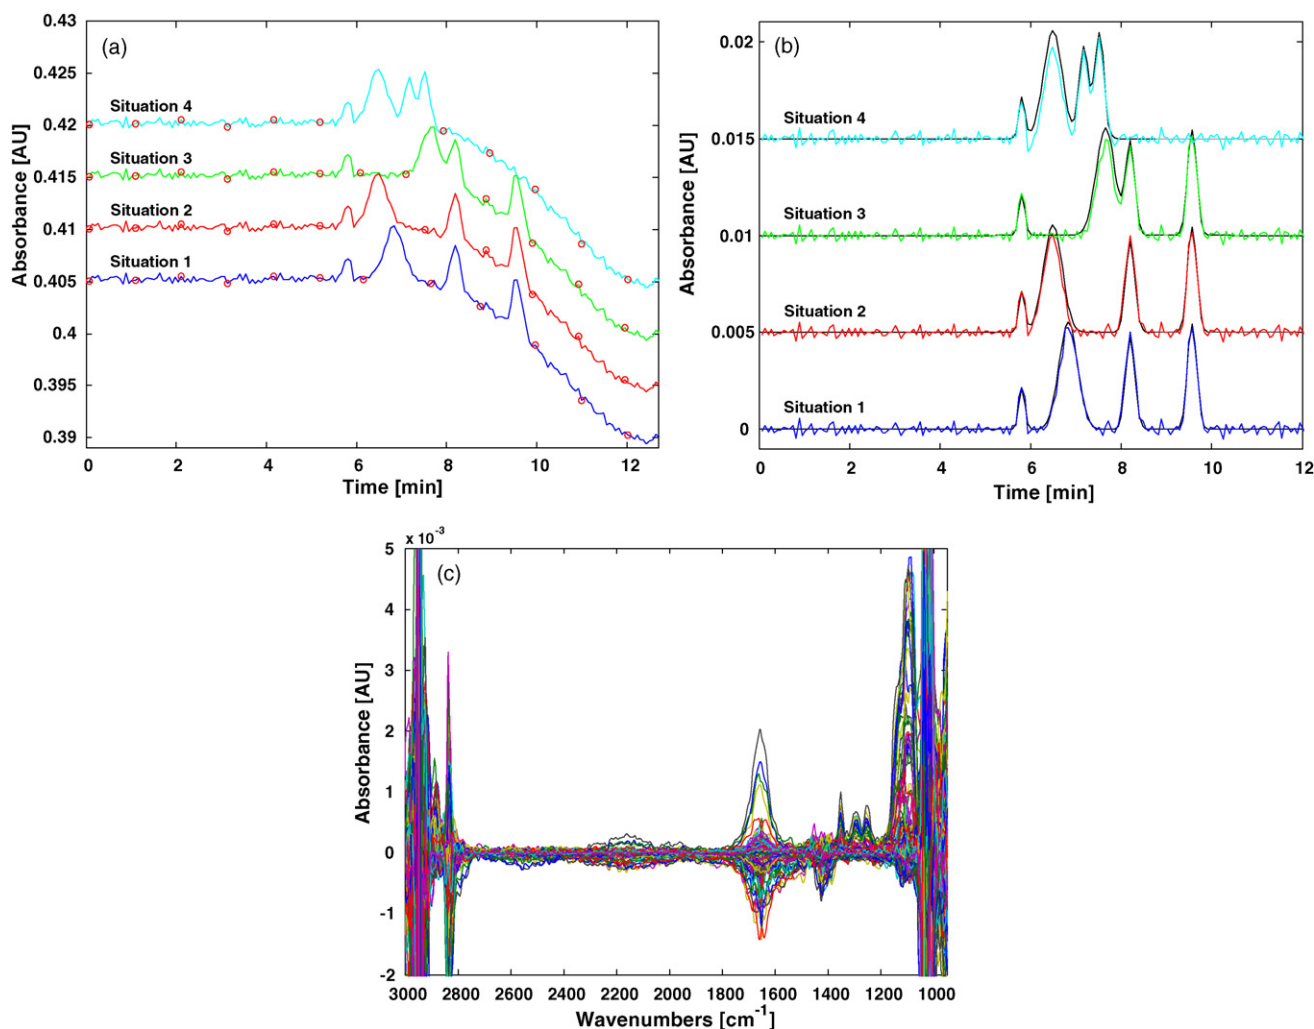 (a)
0.43
0.425
0.42
0.415
0.41
0.405
0.4
0.395
0.39
Absorbance [AU]
Situation 4
Situation 3
Situation 2
Situation 1
0 2 4 6 8 10 12
Time [min]
(b)
0.02
0.015
0.01
0.005
0
Absorbance [AU]
Situation 4
Situation 3
Situation 2
Situation 1
0 2 4 6 8 10 12
Time [min]
x 10⁻³
(c)
5
4
3
2
1
0
-1
-2
Absorbance [AU]
3000 2800 2600 2400 2200 2000 1800 1600 1400 1200 1000
Wavenumbers [cm⁻¹]